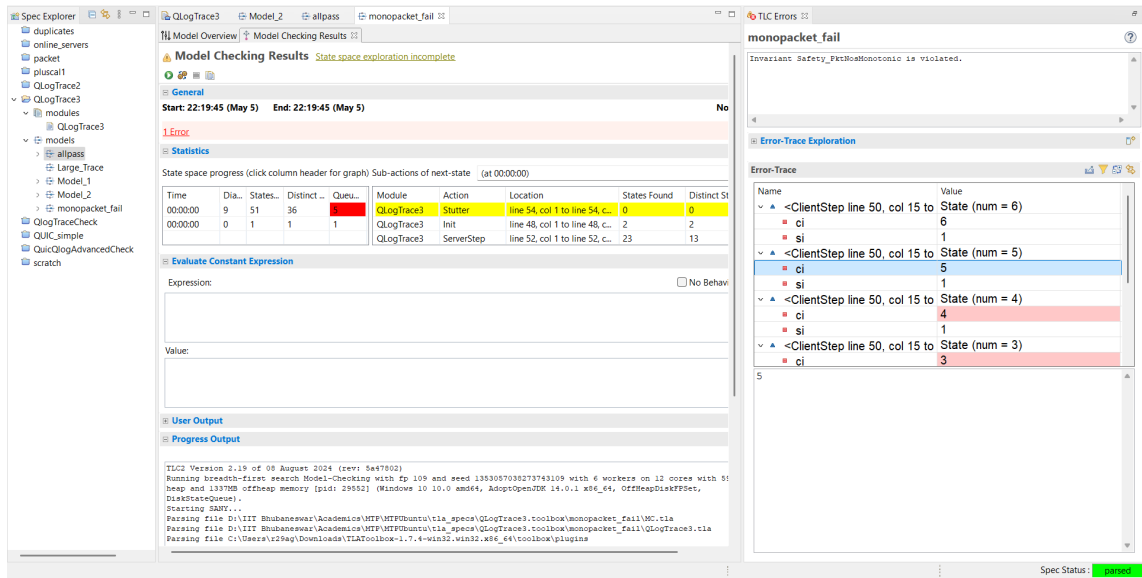 Spec Explorer
duplicates
online_servers
packet
pluscal1
QLogTrace2
QLogTrace3
modules
QLogTrace3
models
allpass
Large_Trace
Model_1
Model_2
monopacket_fail
QlogTraceCheck
QUIC_simple
QuicQlogAdvancedCheck
scratch
QLogTrace3 Model_2 allpass monopacket_fail
Model Overview Model Checking Results
Model Checking Results State space exploration incomplete
General
Start: 22:19:45 (May 5) End: 22:19:45 (May 5) No
1 Error
Statistics
State space progress (click column header for graph) Sub-actions of next-state (at 00:00:00)
Time Dia... States... Distinct ... Queu... Module Action Location States Found Distinct St
00:00:00 9 51 36 5 QLogTrace3 Stutter line 54, col 1 to line 54, c... 0 0
00:00:00 0 1 1 1 QLogTrace3 Init line 48, col 1 to line 48, c... 2 2
QLogTrace3 ServerStep line 52, col 1 to line 52, c... 23 13
Evaluate Constant Expression
Expression: No Behavi
Value:
User Output
Progress Output
TLC2 Version 2.19 of 08 August 2024 (rev: 5a47802)
Running breadth-first search Model-Checking with fp 109 and seed 1353057038273743109 with 6 workers on 12 cores with 5
heap and 1337MB offheap memory [pid: 29552] (Windows 10 10.0 amd64, AdoptOpenJDK 14.0.1 x86_64, OffHeapDiskFPSet,
DiskStateQueue).
Starting SANY...
Parsing file D:\IIT Bhubaneswar\Academics\MTP\MTPUbuntu\tla_specs\QLogTrace3.toolbox\monopacket_fail\MC.tla
Parsing file D:\IIT Bhubaneswar\Academics\MTP\MTPUbuntu\tla_specs\QLogTrace3.toolbox\monopacket_fail\QLogTrace3.tla
Parsing file C:\Users\r29ag\Downloads\TLAToolbox-1.7.4-win32.win32.x86_64\toolbox\plugins
TLC Errors
monopacket_fail
Invariant Safety_PktNosMonotonic is violated.
Error-Trace Exploration
Error-Trace
Name Value
<ClientStep line 50, col 15 to State (num = 6)
ci 6
si 1
<ClientStep line 50, col 15 to State (num = 5)
ci 5
si 1
<ClientStep line 50, col 15 to State (num = 4)
ci 4
si 1
<ClientStep line 50, col 15 to State (num = 3)
ci 3
5
Spec Status : parsed